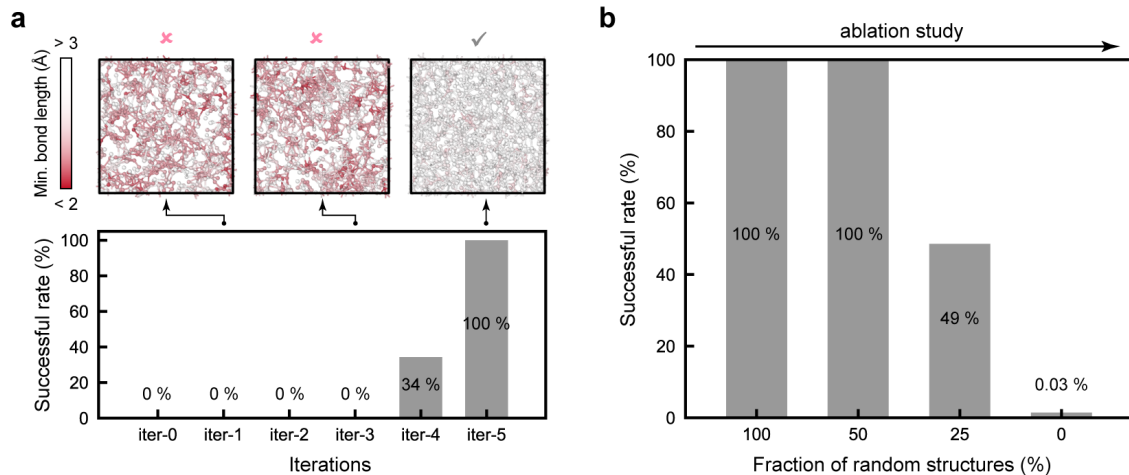 a
Min. bond length (Å)
> 3
< 2
Successful rate (%)
100
80
60
40
20
0
0 %
0 %
0 %
0 %
34 %
100 %
iter-0
iter-1
iter-2
iter-3
iter-4
iter-5
Iterations
b
ablation study
Successful rate (%)
100
80
60
40
20
0
100 %
100 %
49 %
0.03 %
100
50
25
0
Fraction of random structures (%)